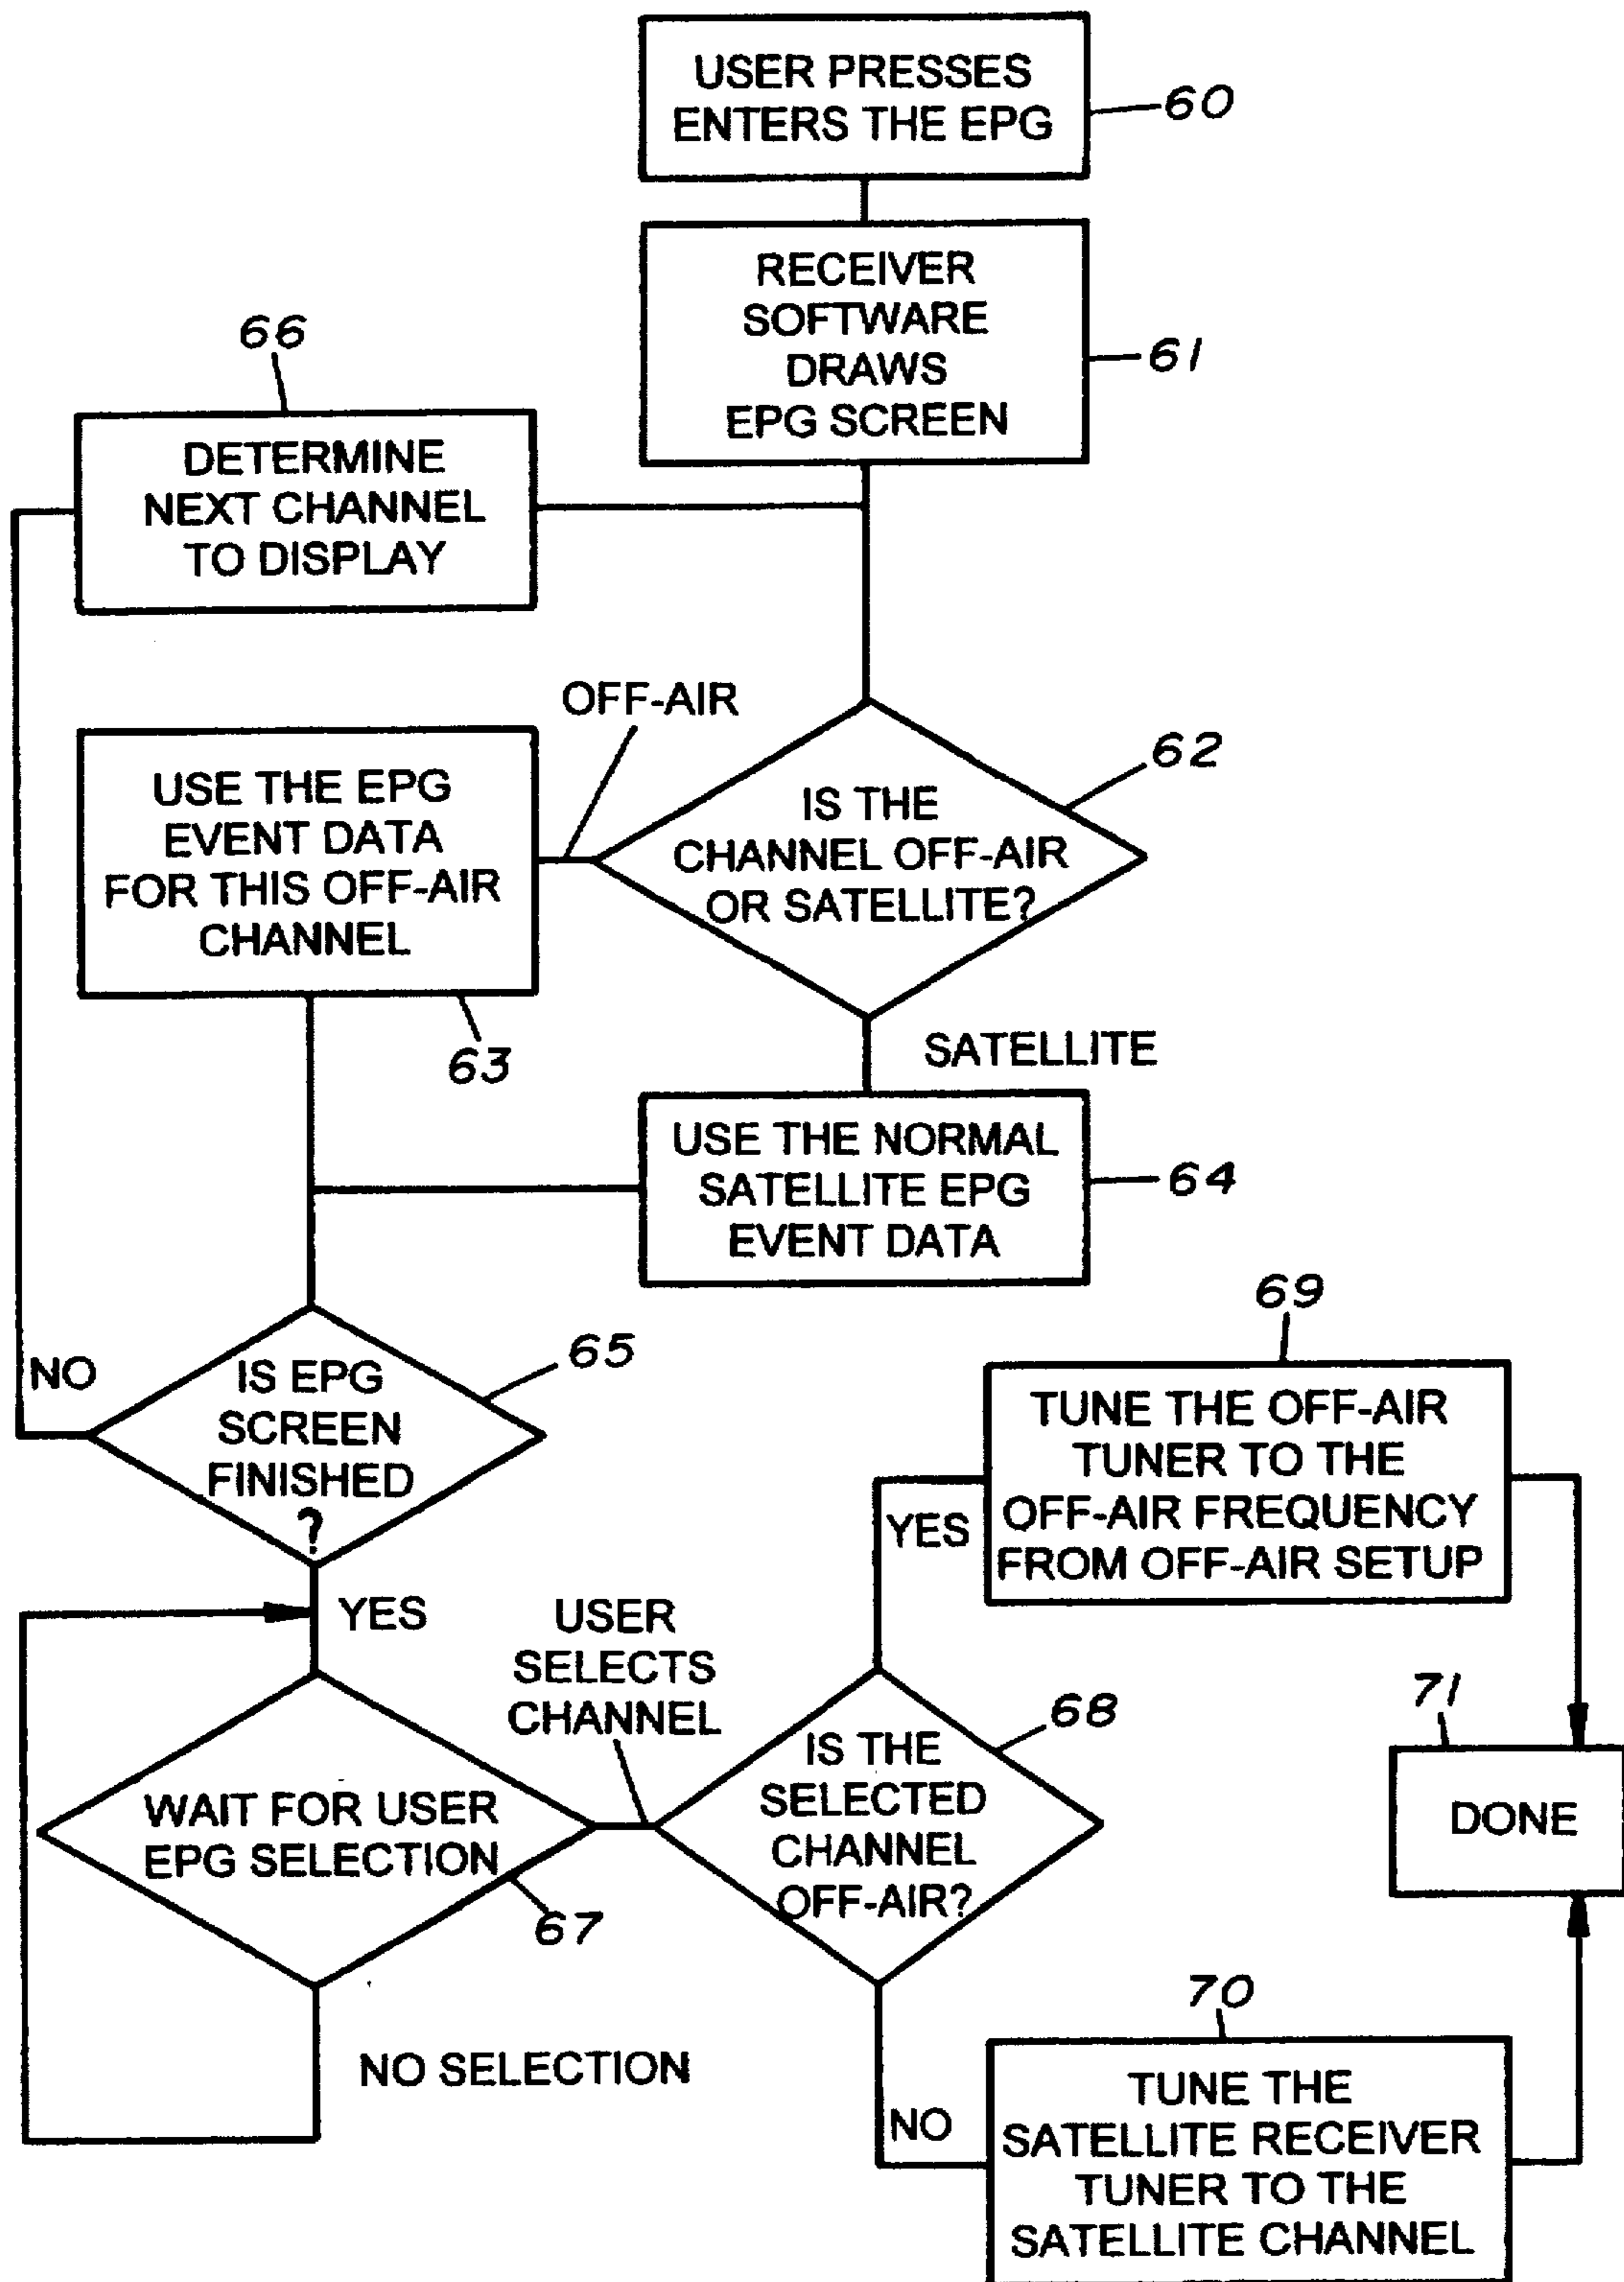 USER PRESSES
ENTERS THE EPG
60
RECEIVER
SOFTWARE
DRAWS
EPG SCREEN
61
66
DETERMINE
NEXT CHANNEL
TO DISPLAY
OFF-AIR
62
IS THE
CHANNEL OFF-AIR
OR SATELLITE?
USE THE EPG
EVENT DATA
FOR THIS OFF-AIR
CHANNEL
63
SATELLITE
USE THE NORMAL
SATELLITE EPG
EVENT DATA
64
65
IS EPG
SCREEN
FINISHED
?
NO
YES
WAIT FOR USER
EPG SELECTION
67
NO SELECTION
USER
SELECTS
CHANNEL
68
IS THE
SELECTED
CHANNEL
OFF-AIR?
YES
69
TUNE THE OFF-AIR
TUNER TO THE
OFF-AIR FREQUENCY
FROM OFF-AIR SETUP
NO
70
TUNE THE
SATELLITE RECEIVER
TUNER TO THE
SATELLITE CHANNEL
71
DONE